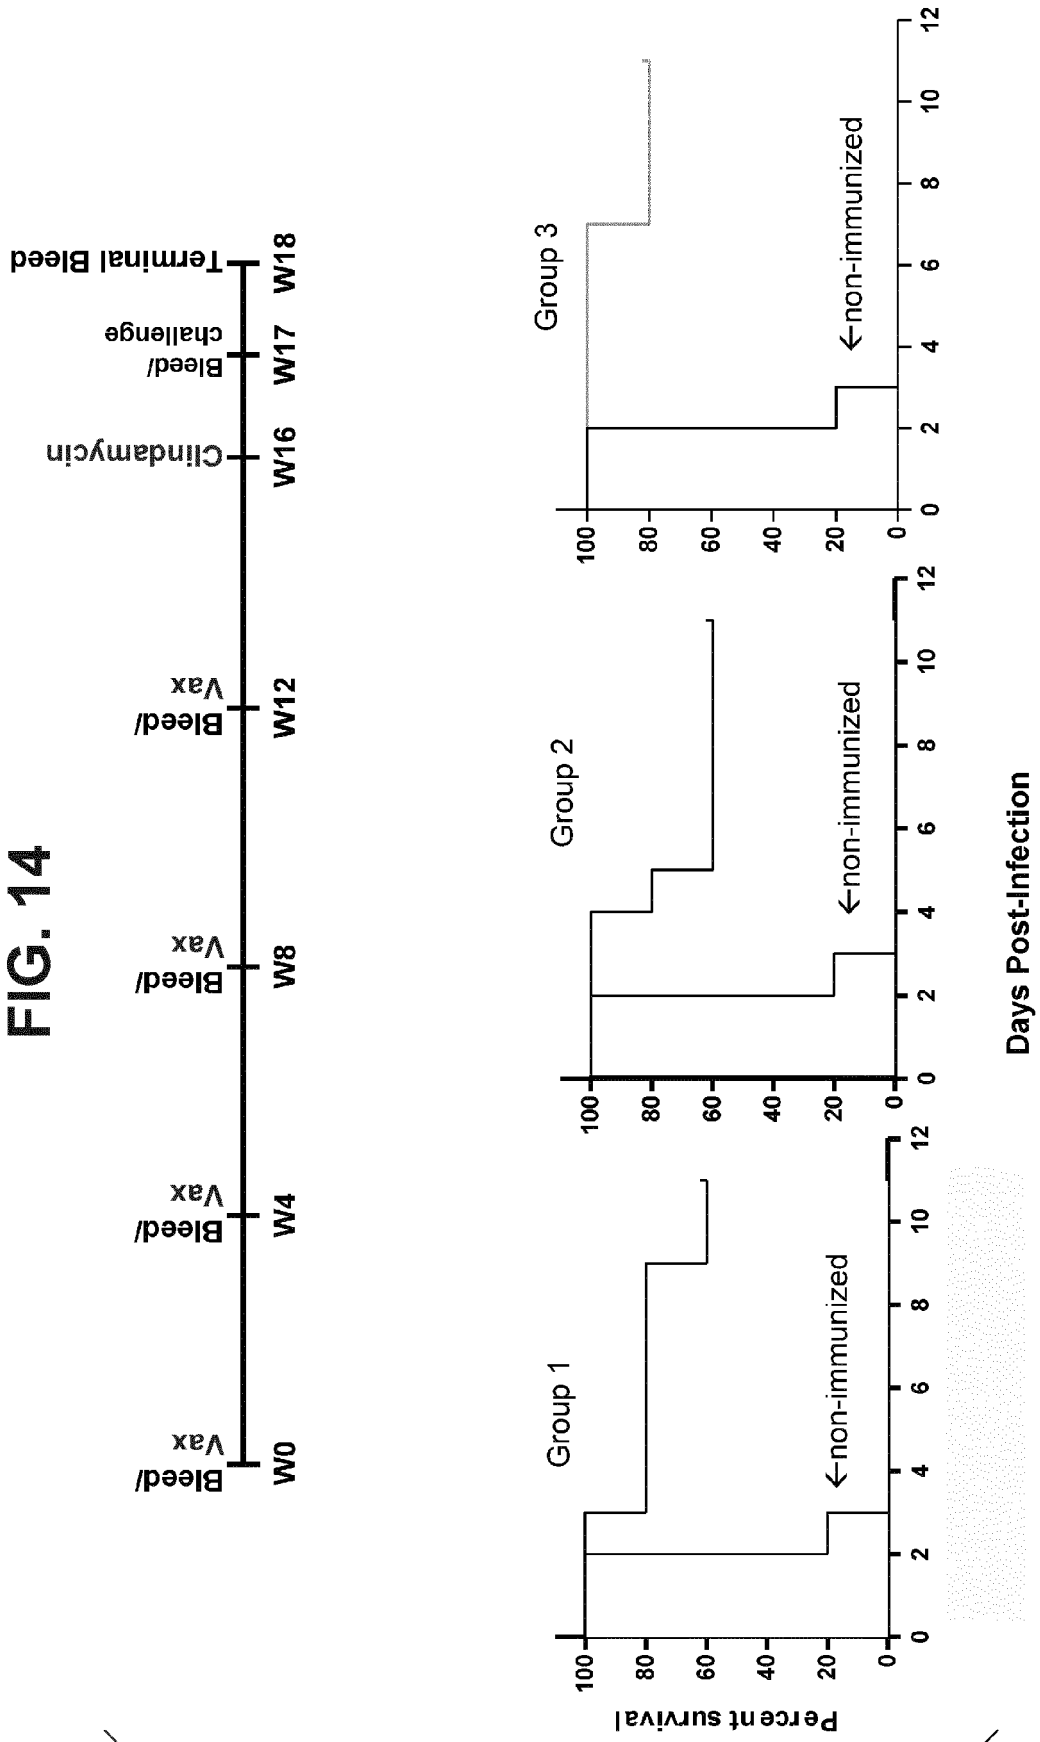 FIG. 14
Bleed/ Vax
Bleed/ Vax
Bleed/ Vax
Bleed/ Vax
Clindamycin
Bleed/ challenge
Terminal Bleed
W0 W4 W8 W12 W16 W17 W18
Group 1
Percent survival
100
80
60
40
20
0
←non-immunized
0 2 4 6 8 10 12
Group 2
100
80
60
40
20
0
←non-immunized
0 2 4 6 8 10 12
Group 3
100
80
60
40
20
0
←non-immunized
0 2 4 6 8 10 12
Days Post-Infection